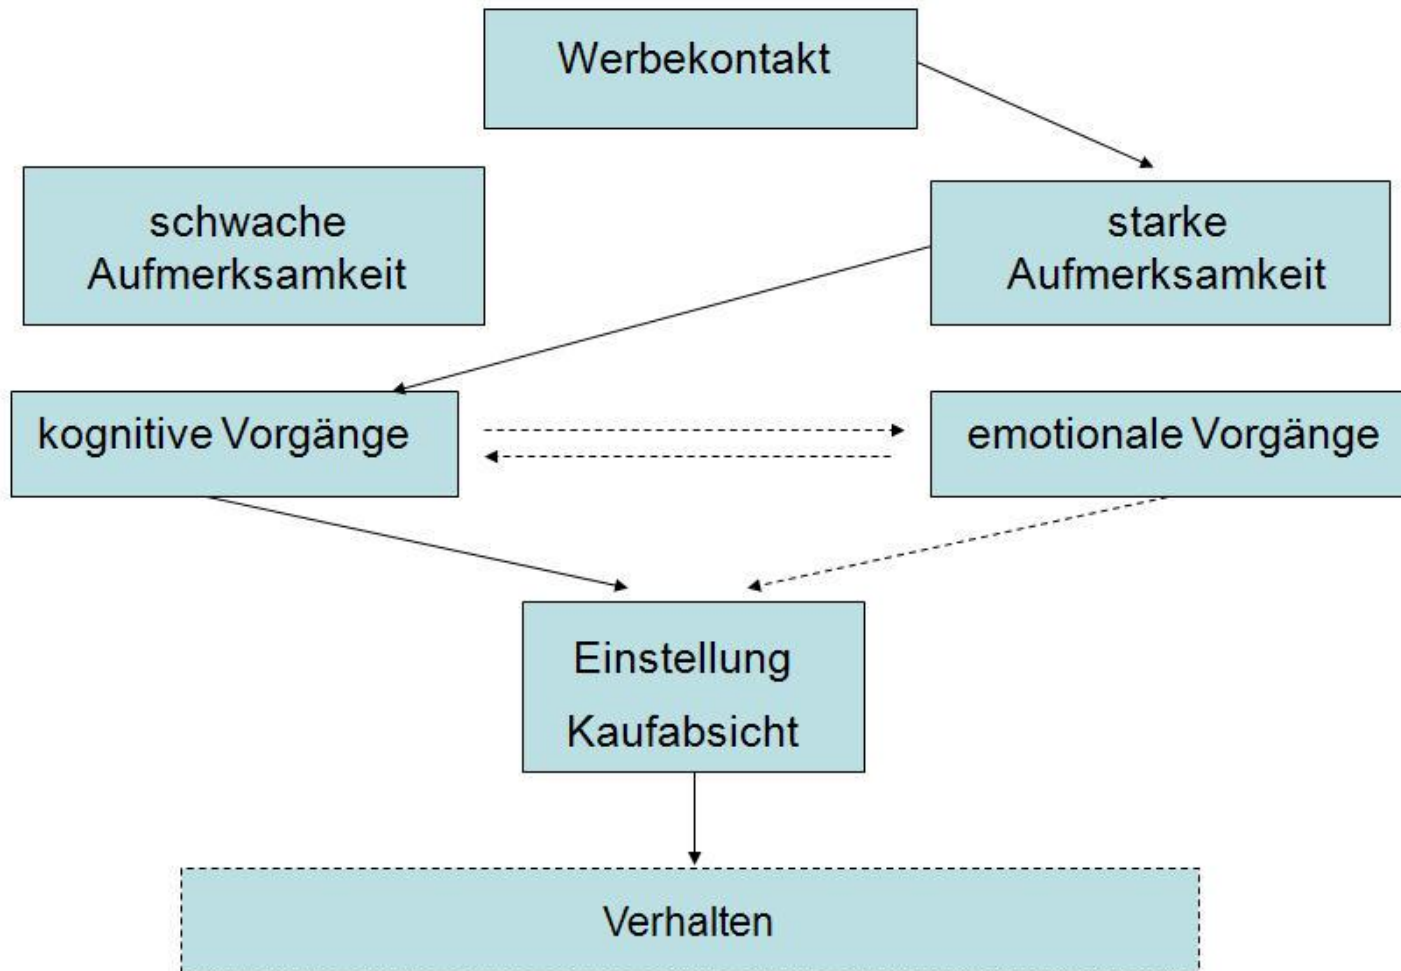 Werbekontakt
schwache
Aufmerksamkeit
starke
Aufmerksamkeit
kognitive Vorgänge
emotionale Vorgänge
Einstellung
Kaufabsicht
Verhalten